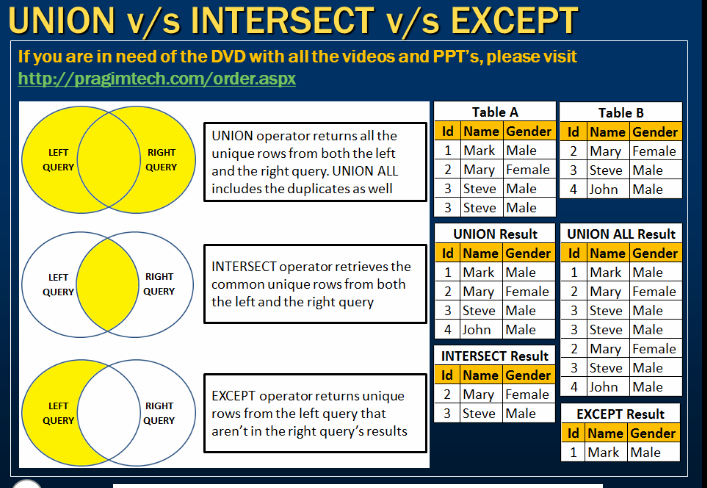 UNION v/s INTERSECT v/s EXCEPT
If you are in need of the DVD with all the videos and PPT's, please visit
http://pragimtech.com/order.aspx
LEFT
QUERY
RIGHT
QUERY
UNION operator returns all the
unique rows from both the left
and the right query. UNION ALL
includes the duplicates as well
LEFT
QUERY
RIGHT
QUERY
INTERSECT operator retrieves the
common unique rows from both
the left and the right query
LEFT
QUERY
RIGHT
QUERY
EXCEPT operator returns unique
rows from the left query that
aren't in the right query's results
Table A
Id Name Gender
1 Mark Male
2 Mary Female
3 Steve Male
3 Steve Male
Table B
Id Name Gender
2 Mary Female
3 Steve Male
4 John Male
UNION Result
Id Name Gender
1 Mark Male
2 Mary Female
3 Steve Male
4 John Male
UNION ALL Result
Id Name Gender
1 Mark Male
2 Mary Female
3 Steve Male
3 Steve Male
2 Mary Female
3 Steve Male
4 John Male
INTERSECT Result
Id Name Gender
2 Mary Female
3 Steve Male
EXCEPT Result
Id Name Gender
1 Mark Male